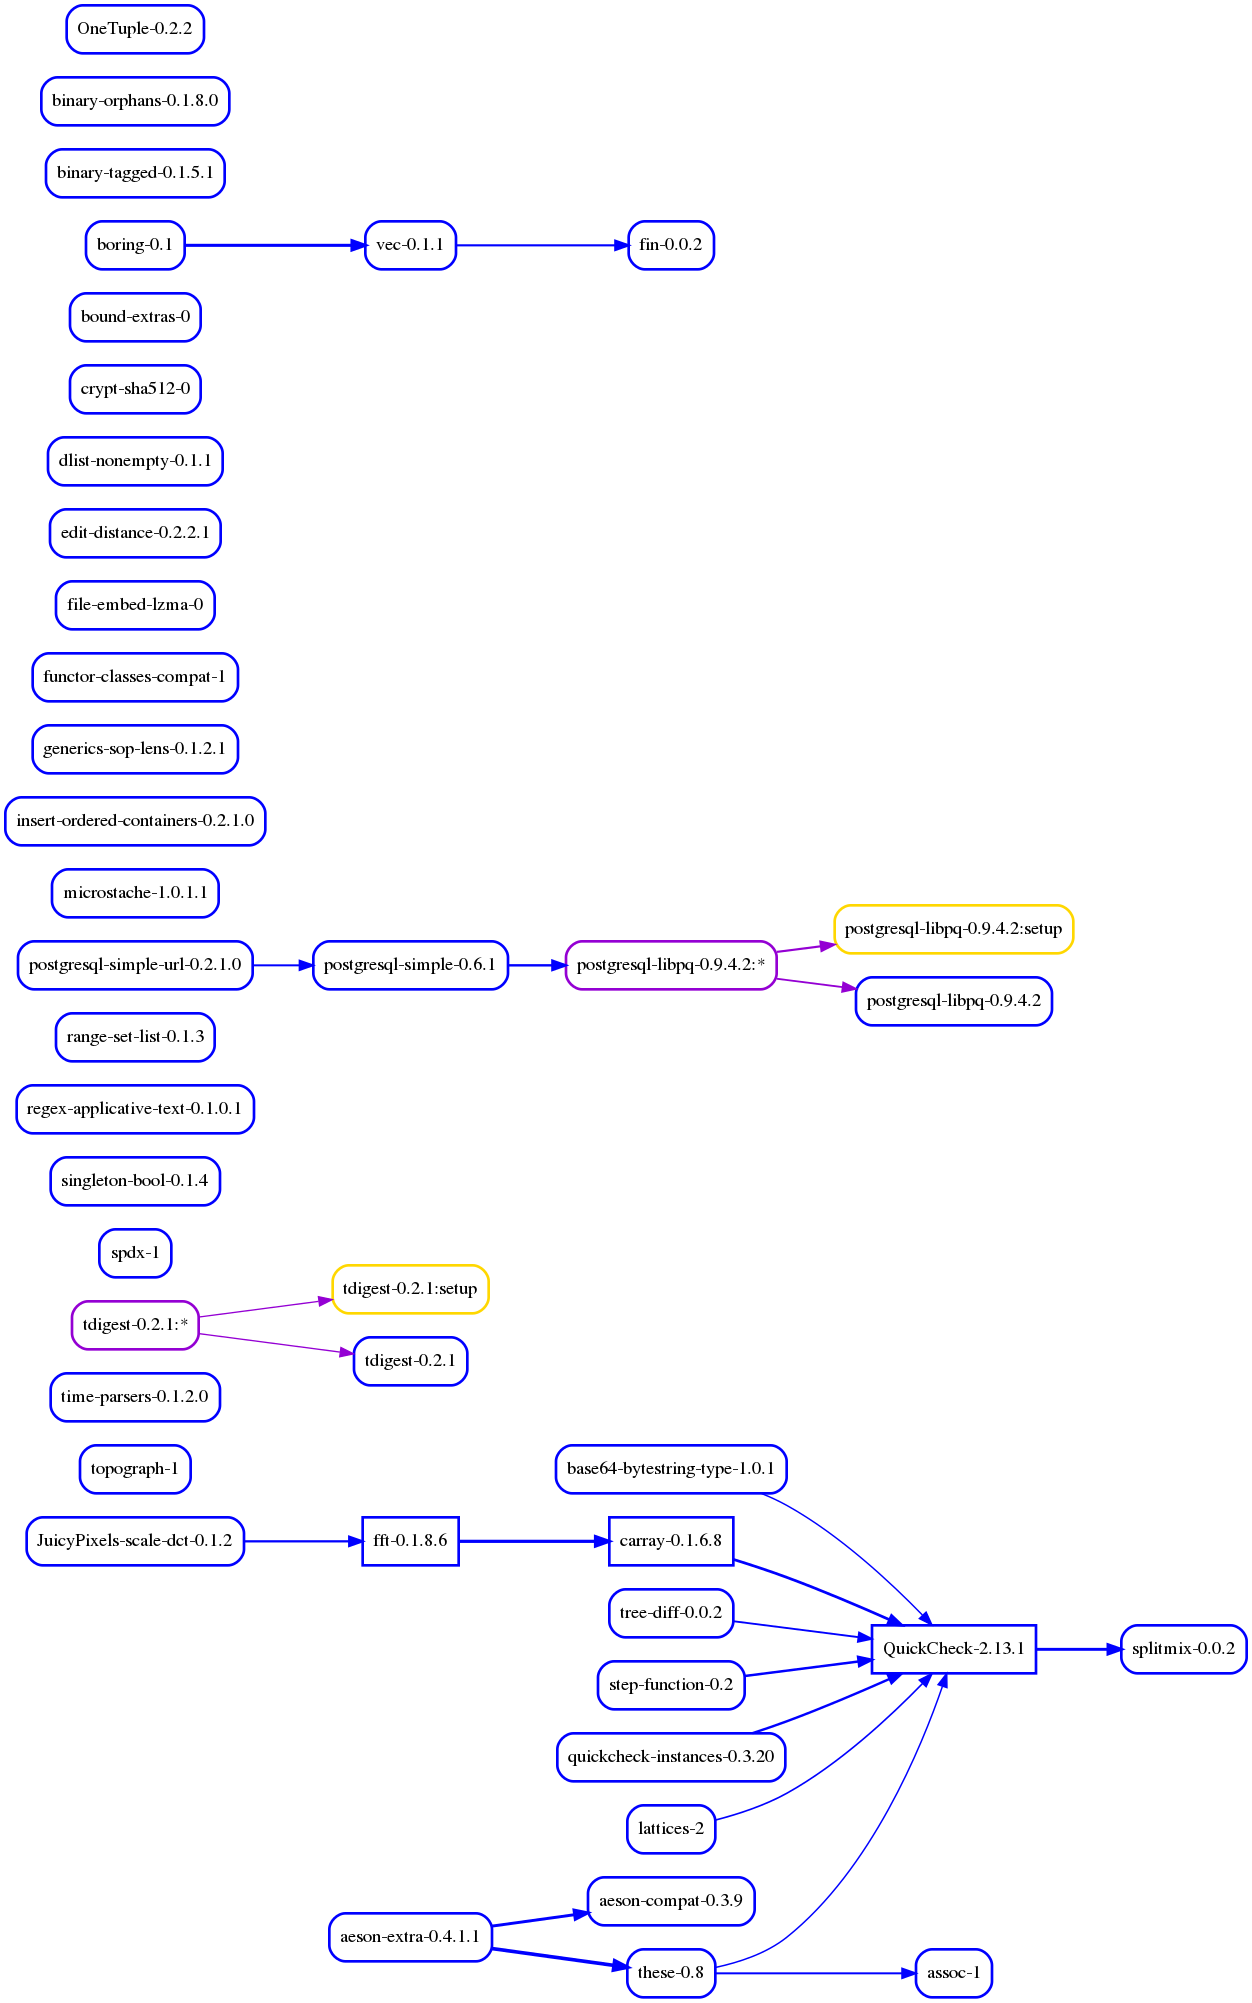 OneTuple-0.2.2
binary-orphans-0.1.8.0
binary-tagged-0.1.5.1
boring-0.1
vec-0.1.1
fin-0.0.2
bound-extras-0
crypt-sha512-0
dlist-nonempty-0.1.1
edit-distance-0.2.2.1
file-embed-lzma-0
functor-classes-compat-1
generics-sop-lens-0.1.2.1
insert-ordered-containers-0.2.1.0
microstache-1.0.1.1
postgresql-libpq-0.9.4.2:setup
postgresql-simple-url-0.2.1.0
postgresql-simple-0.6.1
postgresql-libpq-0.9.4.2:*
postgresql-libpq-0.9.4.2
range-set-list-0.1.3
regex-applicative-text-0.1.0.1
singleton-bool-0.1.4
spdx-1
tdigest-0.2.1:setup
tdigest-0.2.1:*
tdigest-0.2.1
time-parsers-0.1.2.0
topograph-1
base64-bytestring-type-1.0.1
JuicyPixels-scale-dct-0.1.2
fft-0.1.8.6
carray-0.1.6.8
tree-diff-0.0.2
QuickCheck-2.13.1
splitmix-0.0.2
step-function-0.2
quickcheck-instances-0.3.20
lattices-2
aeson-compat-0.3.9
aeson-extra-0.4.1.1
these-0.8
assoc-1